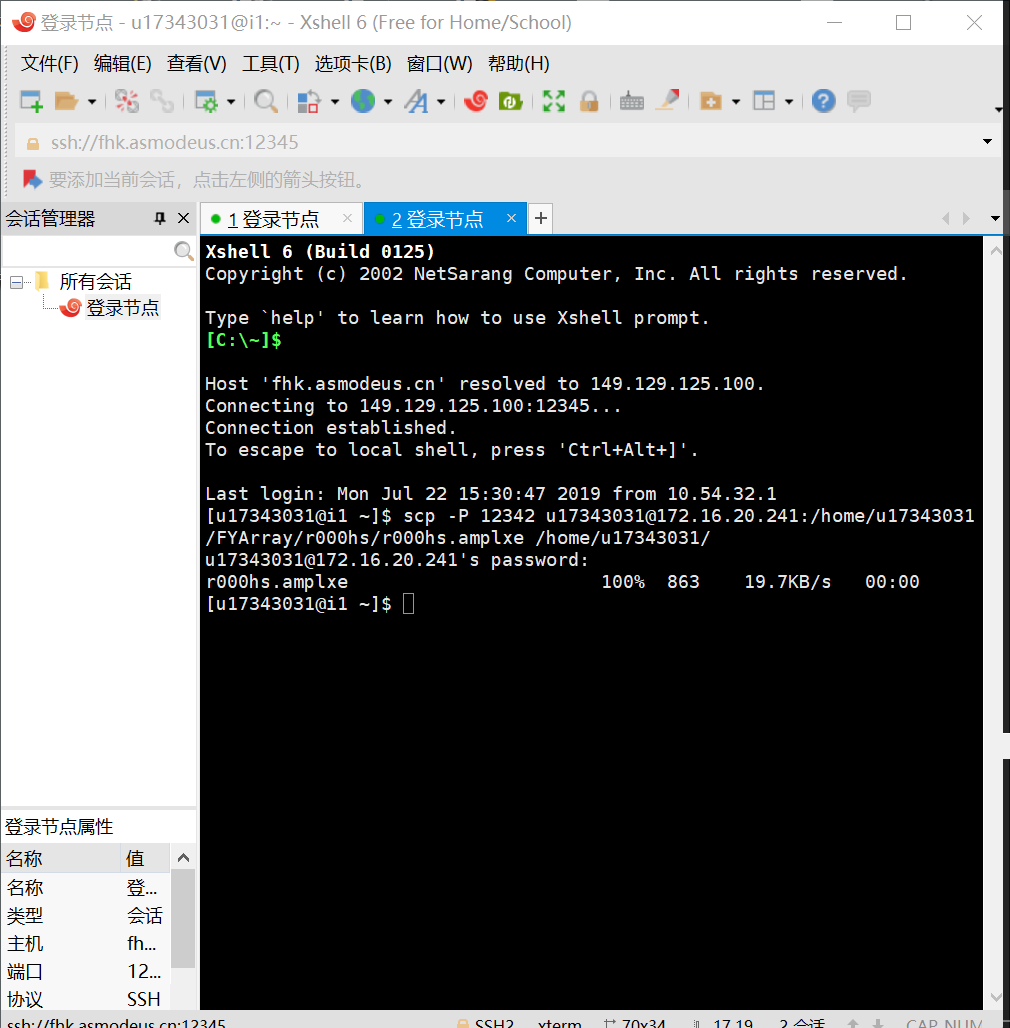 登录节点 - u17343031@i1:~ - Xshell 6 (Free for Home/School)
文件(F) 编辑(E) 查看(V) 工具(T) 选项卡(B) 窗口(W) 帮助(H)
ssh://fhk.asmodeus.cn:12345
要添加当前会话，点击左侧的箭头按钮。
会话管理器
1 登录节点
2 登录节点
所有会话
登录节点
Xshell 6 (Build 0125)
Copyright (c) 2002 NetSarang Computer, Inc. All rights reserved.
Type `help' to learn how to use Xshell prompt.
[C:\~]$
Host 'fhk.asmodeus.cn' resolved to 149.129.125.100.
Connecting to 149.129.125.100:12345...
Connection established.
To escape to local shell, press 'Ctrl+Alt+]'.
Last login: Mon Jul 22 15:30:47 2019 from 10.54.32.1
[u17343031@i1 ~]$ scp -P 12342 u17343031@172.16.20.241:/home/u17343031
/FYArray/r000hs/r000hs.amplxe /home/u17343031/
u17343031@172.16.20.241's password:
r000hs.amplxe 100% 863 19.7KB/s 00:00
[u17343031@i1 ~]$
登录节点属性
名称 值
名称 登...
类型 会话
主机 fh...
端口 12...
协议 SSH
ssh://fhk.asmodeus.cn:12345 SSH2 xterm 70x34 17,19 2 会话 CAP NUM